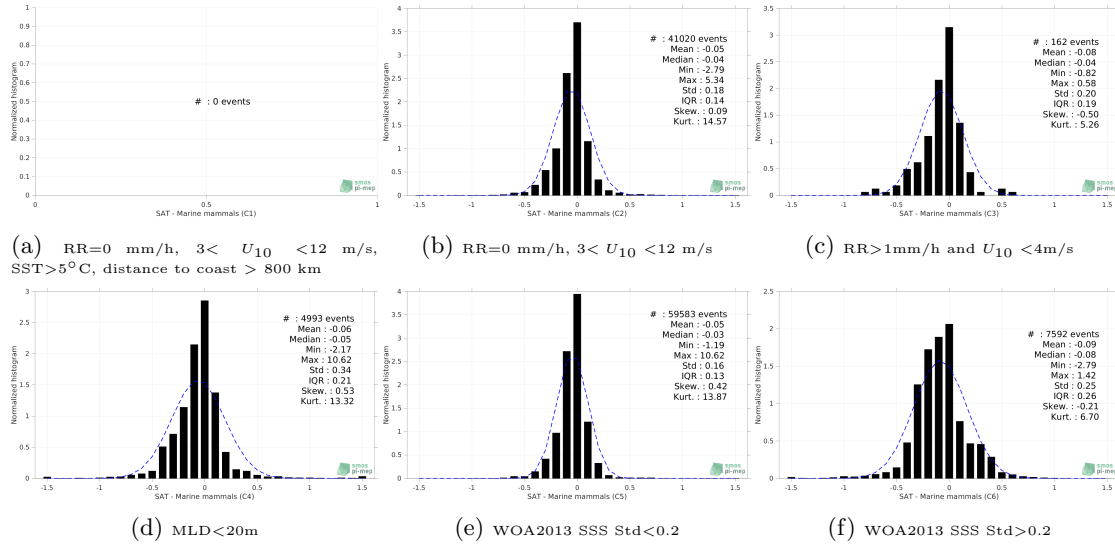 1
0.9
0.8
0.7
0.6
0.5
0.4
0.3
0.2
0.1
0
Normalized histogram
# : 0 events
0 0.5 1
SAT - Marine mammals (C1)
smos
pi-mep
(a) RR=0 mm/h, 3< U10 <12 m/s,
SST>5°C, distance to coast > 800 km
4
3.5
3
2.5
2
1.5
1
0.5
0
Normalized histogram
# : 41020 events
Mean : -0.05
Median : -0.04
Min : -2.79
Max : 5.34
Std : 0.18
IQR : 0.14
Skew. : 0.09
Kurt. : 14.57
-1.5 -1 -0.5 0 0.5 1 1.5
SAT - Marine mammals (C2)
smos
pi-mep
(b) RR=0 mm/h, 3< U10 <12 m/s
3.5
3
2.5
2
1.5
1
0.5
0
Normalized histogram
# : 162 events
Mean : -0.08
Median : -0.04
Min : -0.82
Max : 0.58
Std : 0.20
IQR : 0.19
Skew. : -0.50
Kurt. : 5.26
-1.5 -1 -0.5 0 0.5 1 1.5
SAT - Marine mammals (C3)
smos
pi-mep
(c) RR>1mm/h and U10 <4m/s
3
2.5
2
1.5
1
0.5
0
Normalized histogram
# : 4993 events
Mean : -0.06
Median : -0.05
Min : -2.17
Max : 10.62
Std : 0.34
IQR : 0.21
Skew. : 0.53
Kurt. : 13.32
-1.5 -1 -0.5 0 0.5 1 1.5
SAT - Marine mammals (C4)
smos
pi-mep
(d) MLD<20m
4
3.5
3
2.5
2
1.5
1
0.5
0
Normalized histogram
# : 59583 events
Mean : -0.05
Median : -0.03
Min : -1.19
Max : 10.62
Std : 0.16
IQR : 0.13
Skew. : 0.42
Kurt. : 13.87
-1.5 -1 -0.5 0 0.5 1 1.5
SAT - Marine mammals (C5)
smos
pi-mep
(e) WOA2013 SSS Std<0.2
2.5
2
1.5
1
0.5
0
Normalized histogram
# : 7592 events
Mean : -0.09
Median : -0.08
Min : -2.79
Max : 1.42
Std : 0.25
IQR : 0.26
Skew. : -0.21
Kurt. : 6.70
-1.5 -1 -0.5 0 0.5 1 1.5
SAT - Marine mammals (C6)
smos
pi-mep
(f) WOA2013 SSS Std>0.2